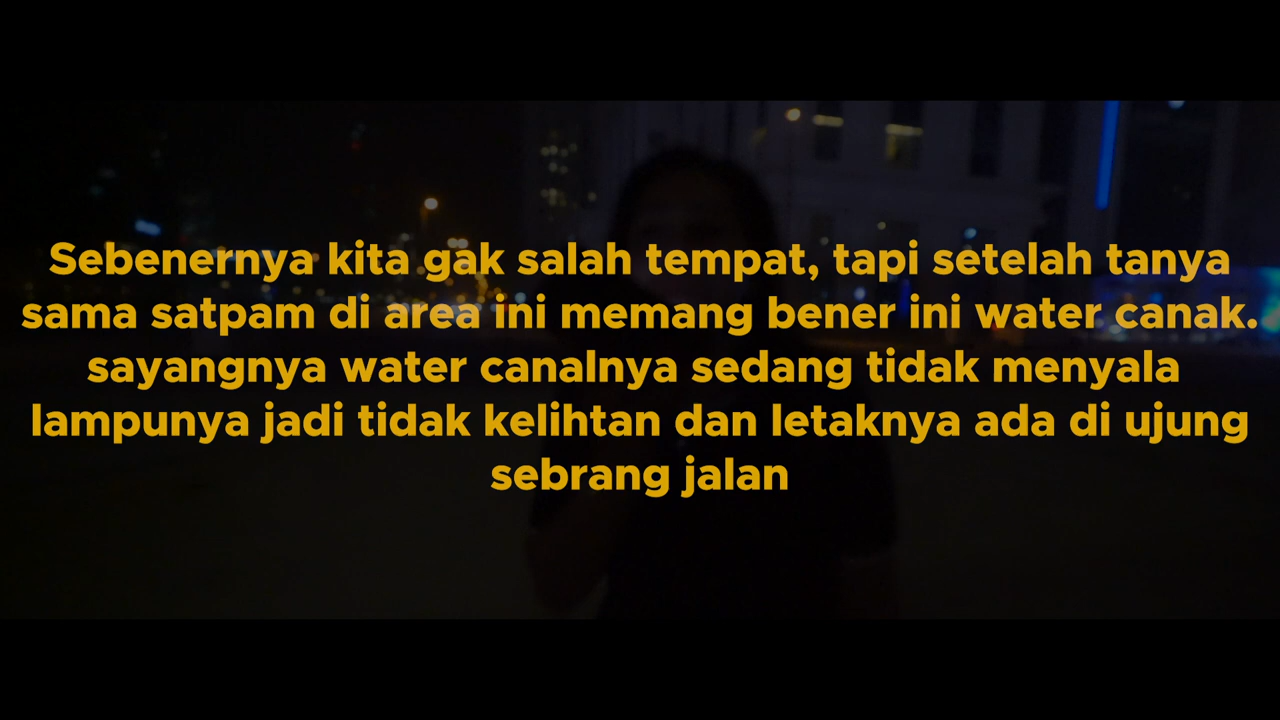 Sebenernya kita gak salah tempat, tapi setelah tanya
sama satpam di area ini memang bener ini water canak.
sayangnya water canalnya sedang tidak menyala
lampunya jadi tidak kelihtan dan letaknya ada di ujung
sebrang jalan